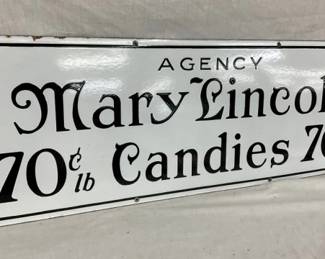 AGENCY
Mary Lincol
70¢ lb Candies 70